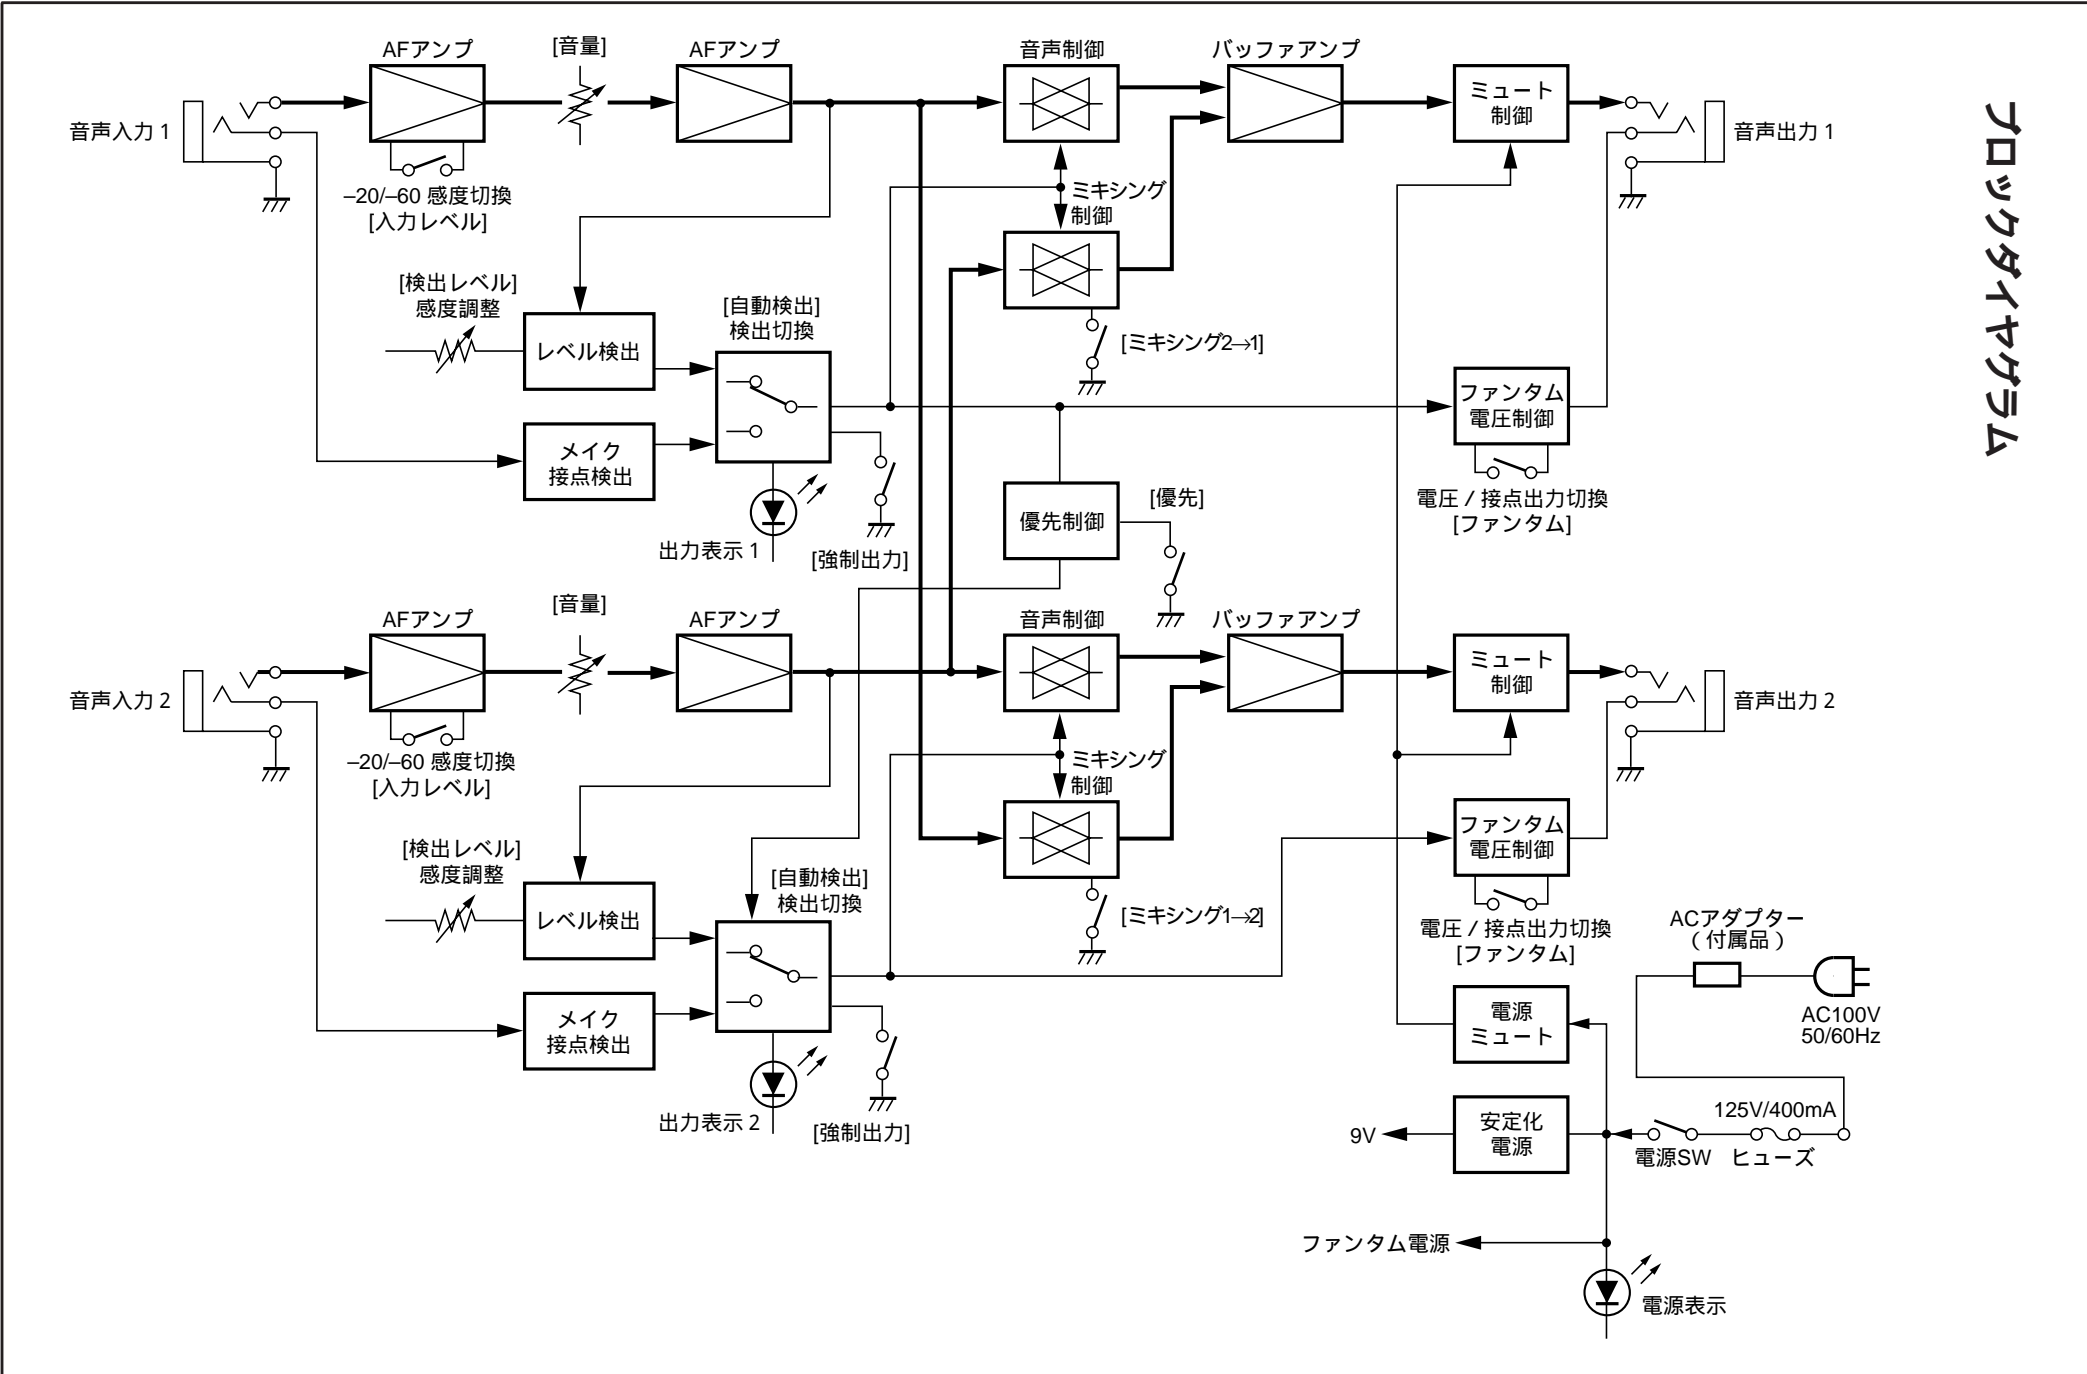 ブロックダイヤグラム
AFアンプ
[音量]
AFアンプ
音声制御
バッファアンプ
ミュート
制御
音声入力 1
音声出力 1
–20/–60 感度切換
[入力レベル]
ミキシング
制御
[検出レベル]
感度調整
[自動検出]
検出切換
レベル検出
[ミキシング2→1]
ファンタム
電圧制御
メイク
接点検出
電圧 / 接点出力切換
[ファンタム]
[優先]
優先制御
出力表示 1
[強制出力]
AFアンプ
[音量]
AFアンプ
音声制御
バッファアンプ
ミュート
制御
音声入力 2
音声出力 2
–20/–60 感度切換
[入力レベル]
ミキシング
制御
[検出レベル]
感度調整
[自動検出]
検出切換
レベル検出
[ミキシング1→2]
ファンタム
電圧制御
電圧 / 接点出力切換
[ファンタム]
メイク
接点検出
出力表示 2
[強制出力]
ACアダプター
（付属品）
AC100V
50/60Hz
電源
ミュート
125V/400mA
9V
安定化
電源
電源SW
ヒューズ
ファンタム電源
電源表示